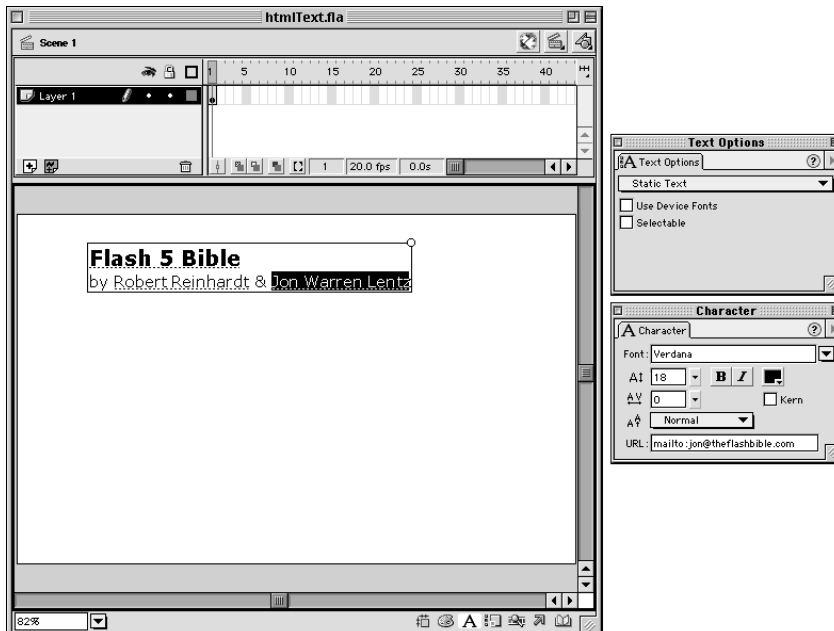 htmlText.fla
Scene 1
1 5 10 15 20 25 30 35 40
Layer 1
1 20.0 fps 0.0s
Flash 5 Bible
by Robert Reinhardt & Jon Warren Lentz
82%
Text Options
Text Options
Static Text
Use Device Fonts
Selectable
Character
Character
Font: Verdana
18 B I
0 Kern
Normal
URL: mailto:jon@theflashbible.com